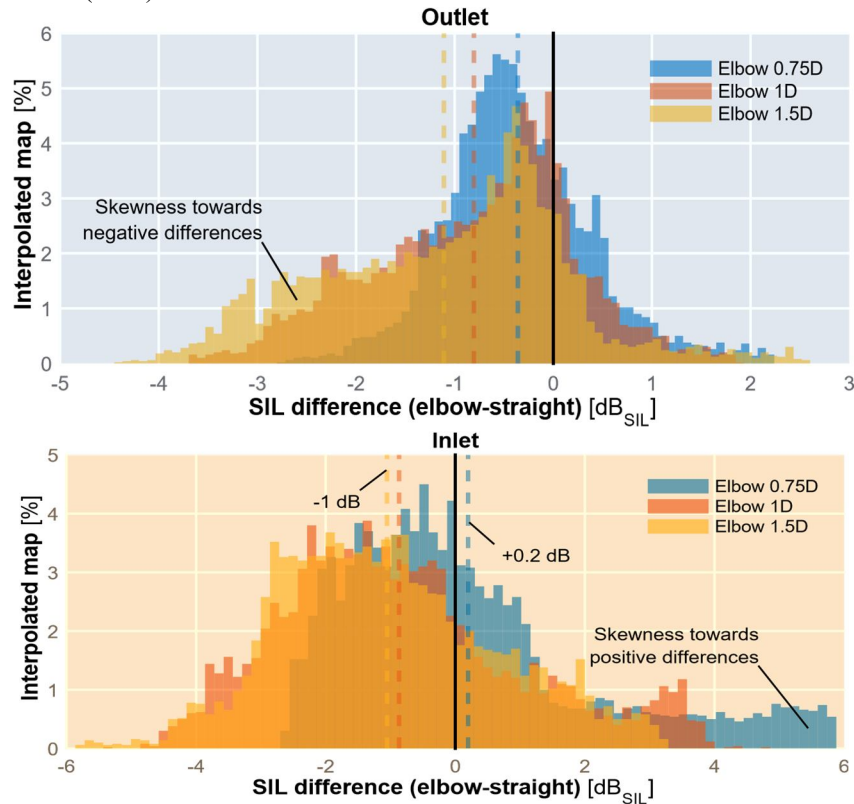 Outlet
Interpolated map [%]
6
5
4
3
2
1
0
Elbow 0.75D
Elbow 1D
Elbow 1.5D
Skewness towards
negative differences
-5 -4 -3 -2 -1 0 1 2 3
SIL difference (elbow-straight) [dBSIL]
Inlet
Interpolated map [%]
5
4
3
2
1
0
Elbow 0.75D
Elbow 1D
Elbow 1.5D
-1 dB
+0.2 dB
Skewness towards
positive differences
-6 -4 -2 0 2 4 6
SIL difference (elbow-straight) [dBSIL]